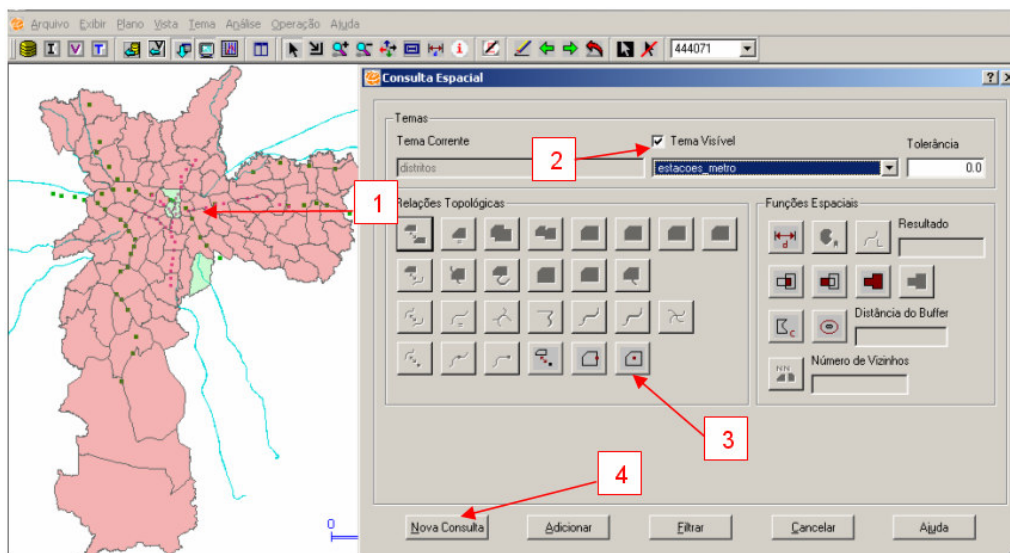 Arquivo Exibir Plano Vista Tema Análise Operação Ajuda
I V T
444071
Consulta Espacial
Temas
Tema Corrente
Tema Visível
Tolerância
distritos
estacoes_metro
0.0
Relações Topológicas
Funções Espaciais
Resultado
d
A
L
C
Distância do Buffer
NN
Número de Vizinhos
1
2
3
4
0
Nova Consulta
Adicionar
Filtrar
Cancelar
Ajuda